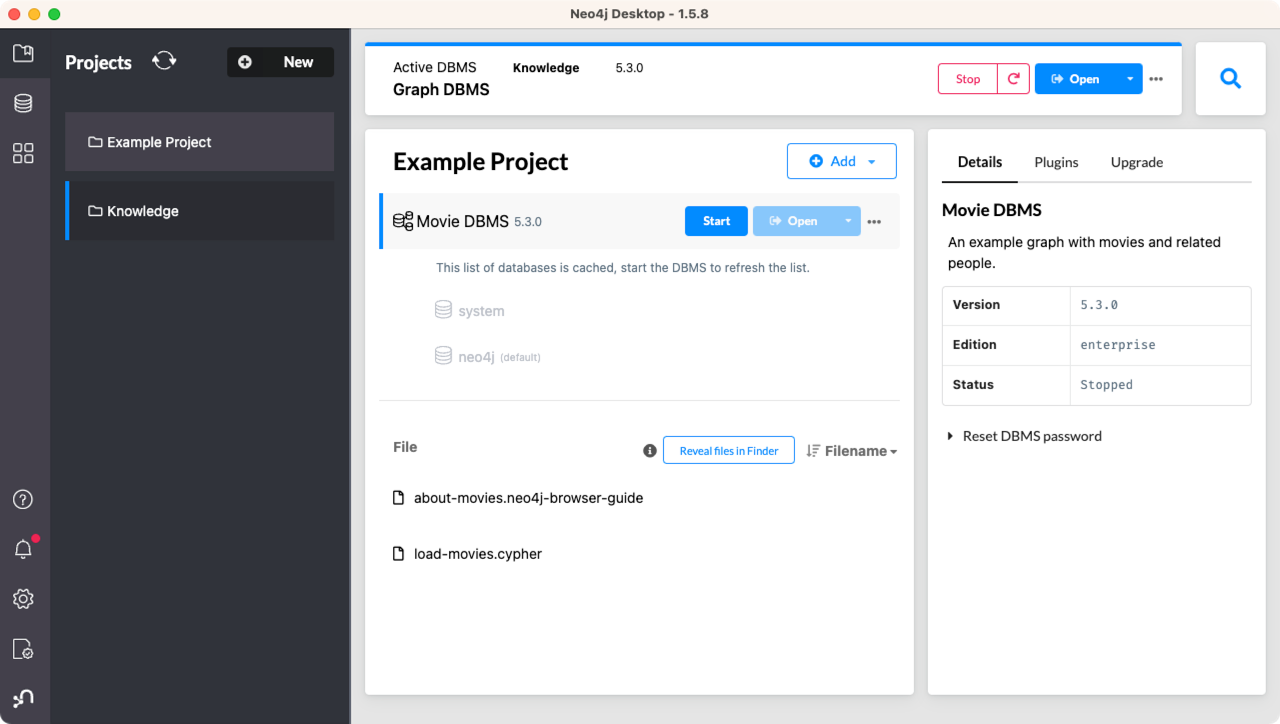 Neo4j Desktop - 1.5.8
Projects
New
Example Project
Knowledge
Active DBMS Knowledge 5.3.0
Graph DBMS
Stop
Open
Example Project
Add
Movie DBMS 5.3.0
Start
Open
This list of databases is cached, start the DBMS to refresh the list.
system
neo4j (default)
File
Reveal files in Finder
Filename
about-movies.neo4j-browser-guide
load-movies.cypher
Details Plugins Upgrade
Movie DBMS
An example graph with movies and related
people.
Version 5.3.0
Edition enterprise
Status Stopped
Reset DBMS password